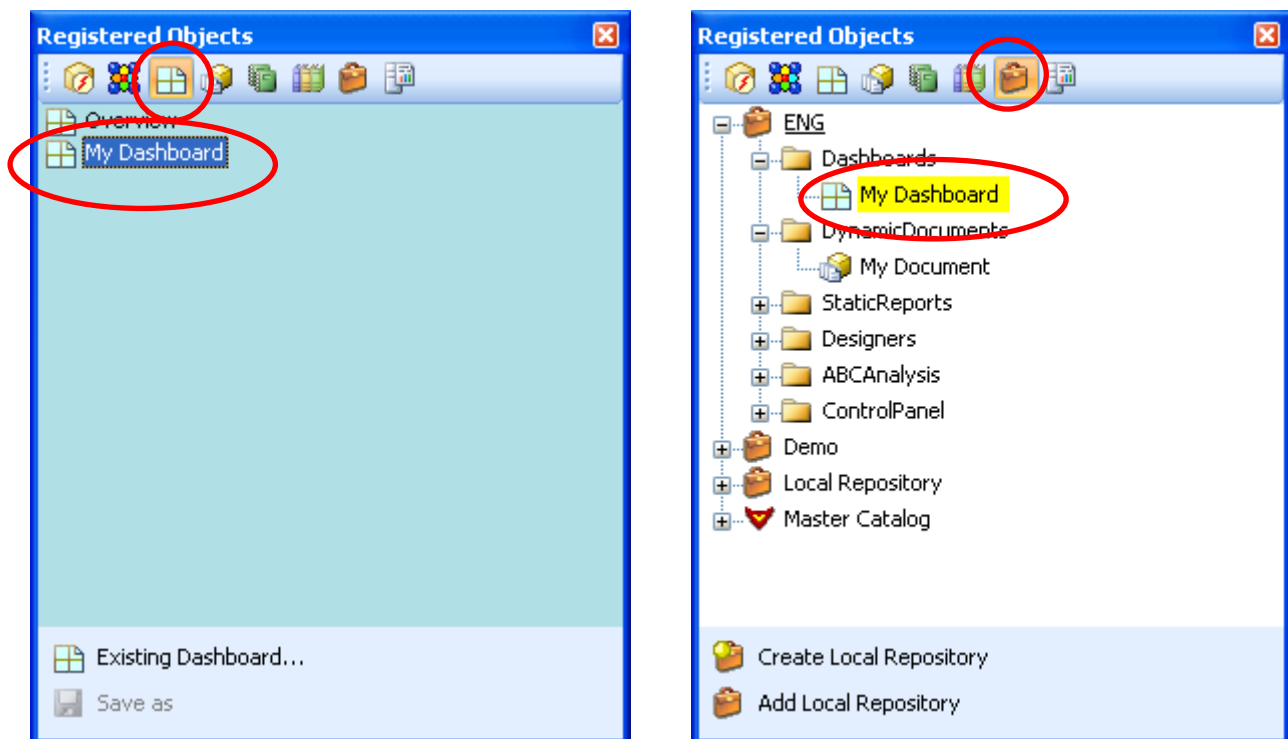 Registered Objects
Overview
My Dashboard
Existing Dashboard...
Save as
Registered Objects
ENG
Dashboards
My Dashboard
DynamicDocuments
My Document
StaticReports
Designers
ABCAnalysis
ControlPanel
Demo
Local Repository
Master Catalog
Create Local Repository
Add Local Repository